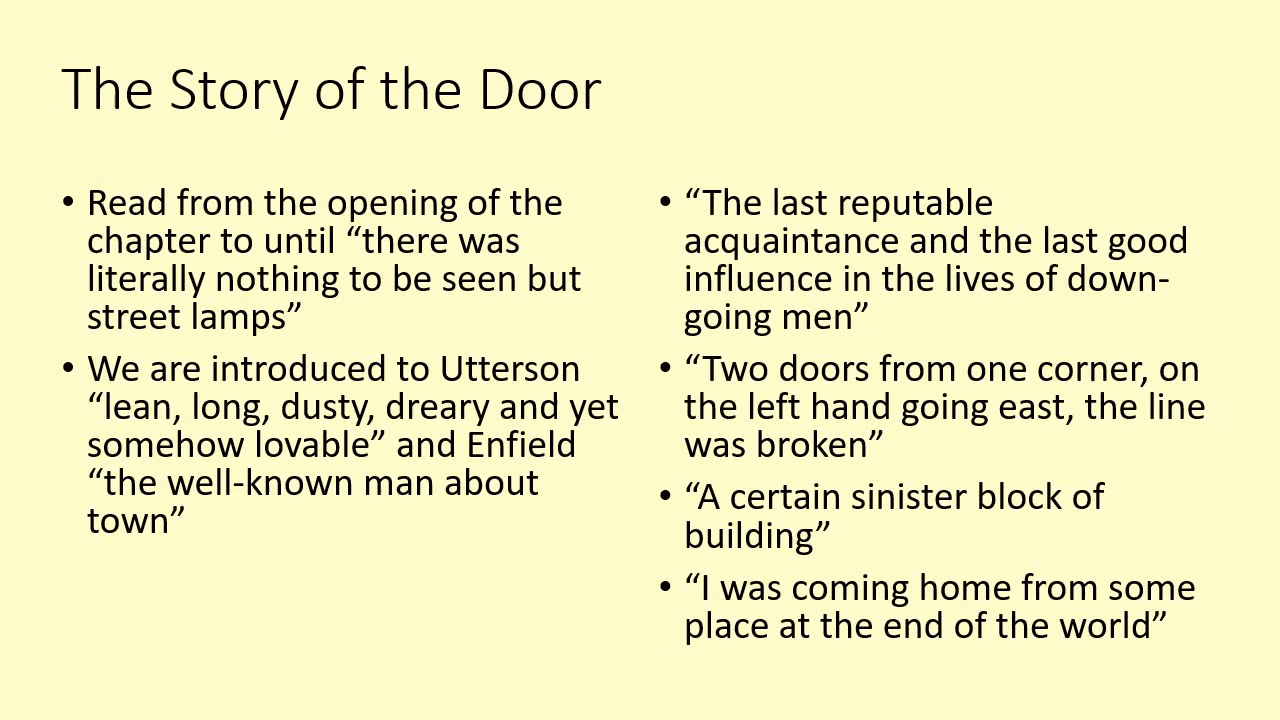 The Story of the Door
• Read from the opening of the
chapter to until “there was
literally nothing to be seen but
street lamps”
• We are introduced to Utterson
“lean, long, dusty, dreary and yet
somehow lovable” and Enfield
“the well-known man about
town”
• “The last reputable
acquaintance and the last good
influence in the lives of down-
going men”
• “Two doors from one corner, on
the left hand going east, the line
was broken”
• “A certain sinister block of
building”
• “I was coming home from some
place at the end of the world”